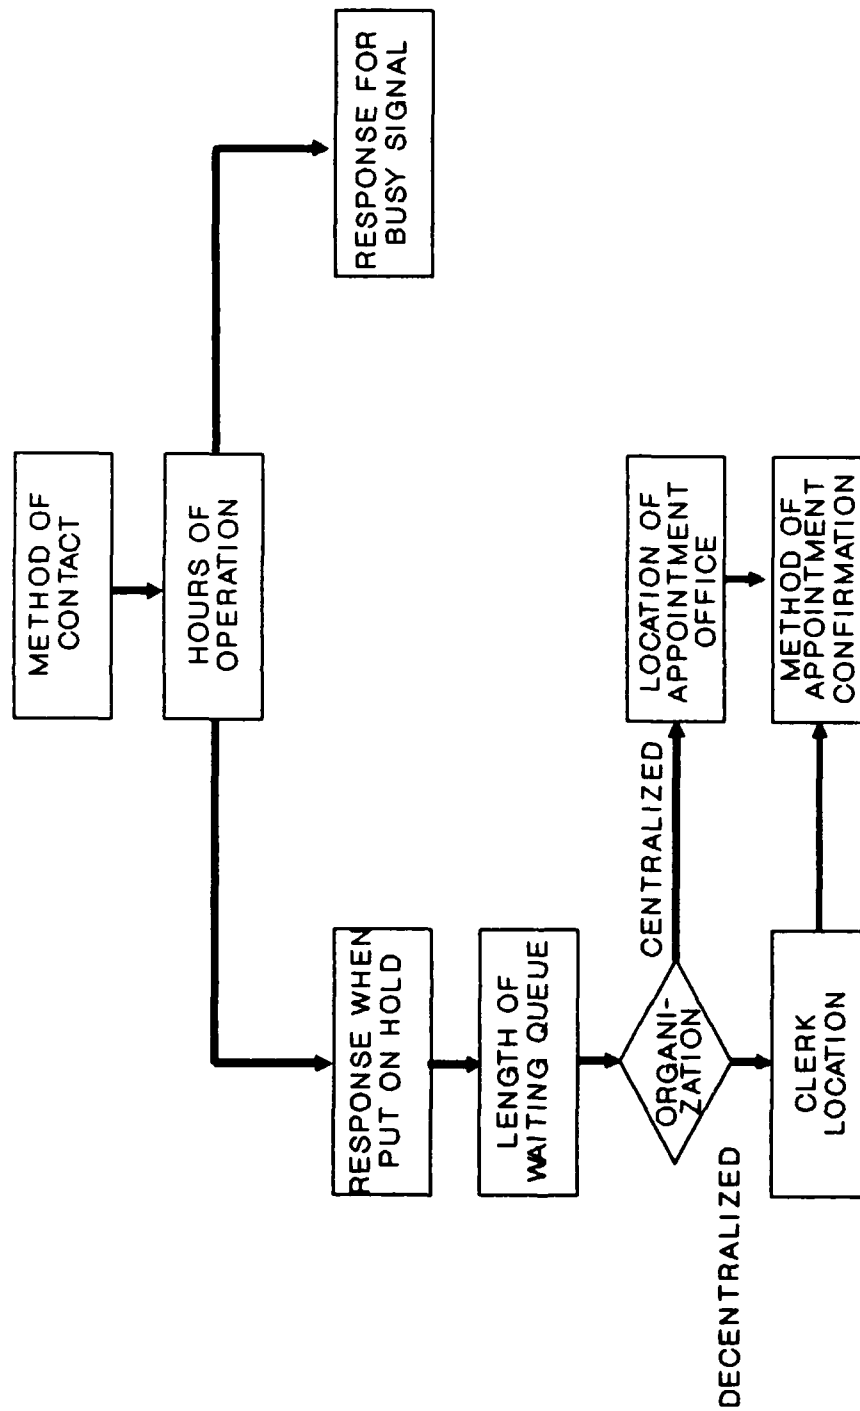 METHOD OF
CONTACT
HOURS OF
OPERATION
RESPONSE WHEN
PUT ON HOLD
RESPONSE FOR
BUSY SIGNAL
LENGTH OF
WAITING QUEUE
ORGANI-
ZATION
CENTRALIZED
LOCATION OF
APPOINTMENT
OFFICE
DECENTRALIZED
CLERK
LOCATION
METHOD OF
APPOINTMENT
CONFIRMATION